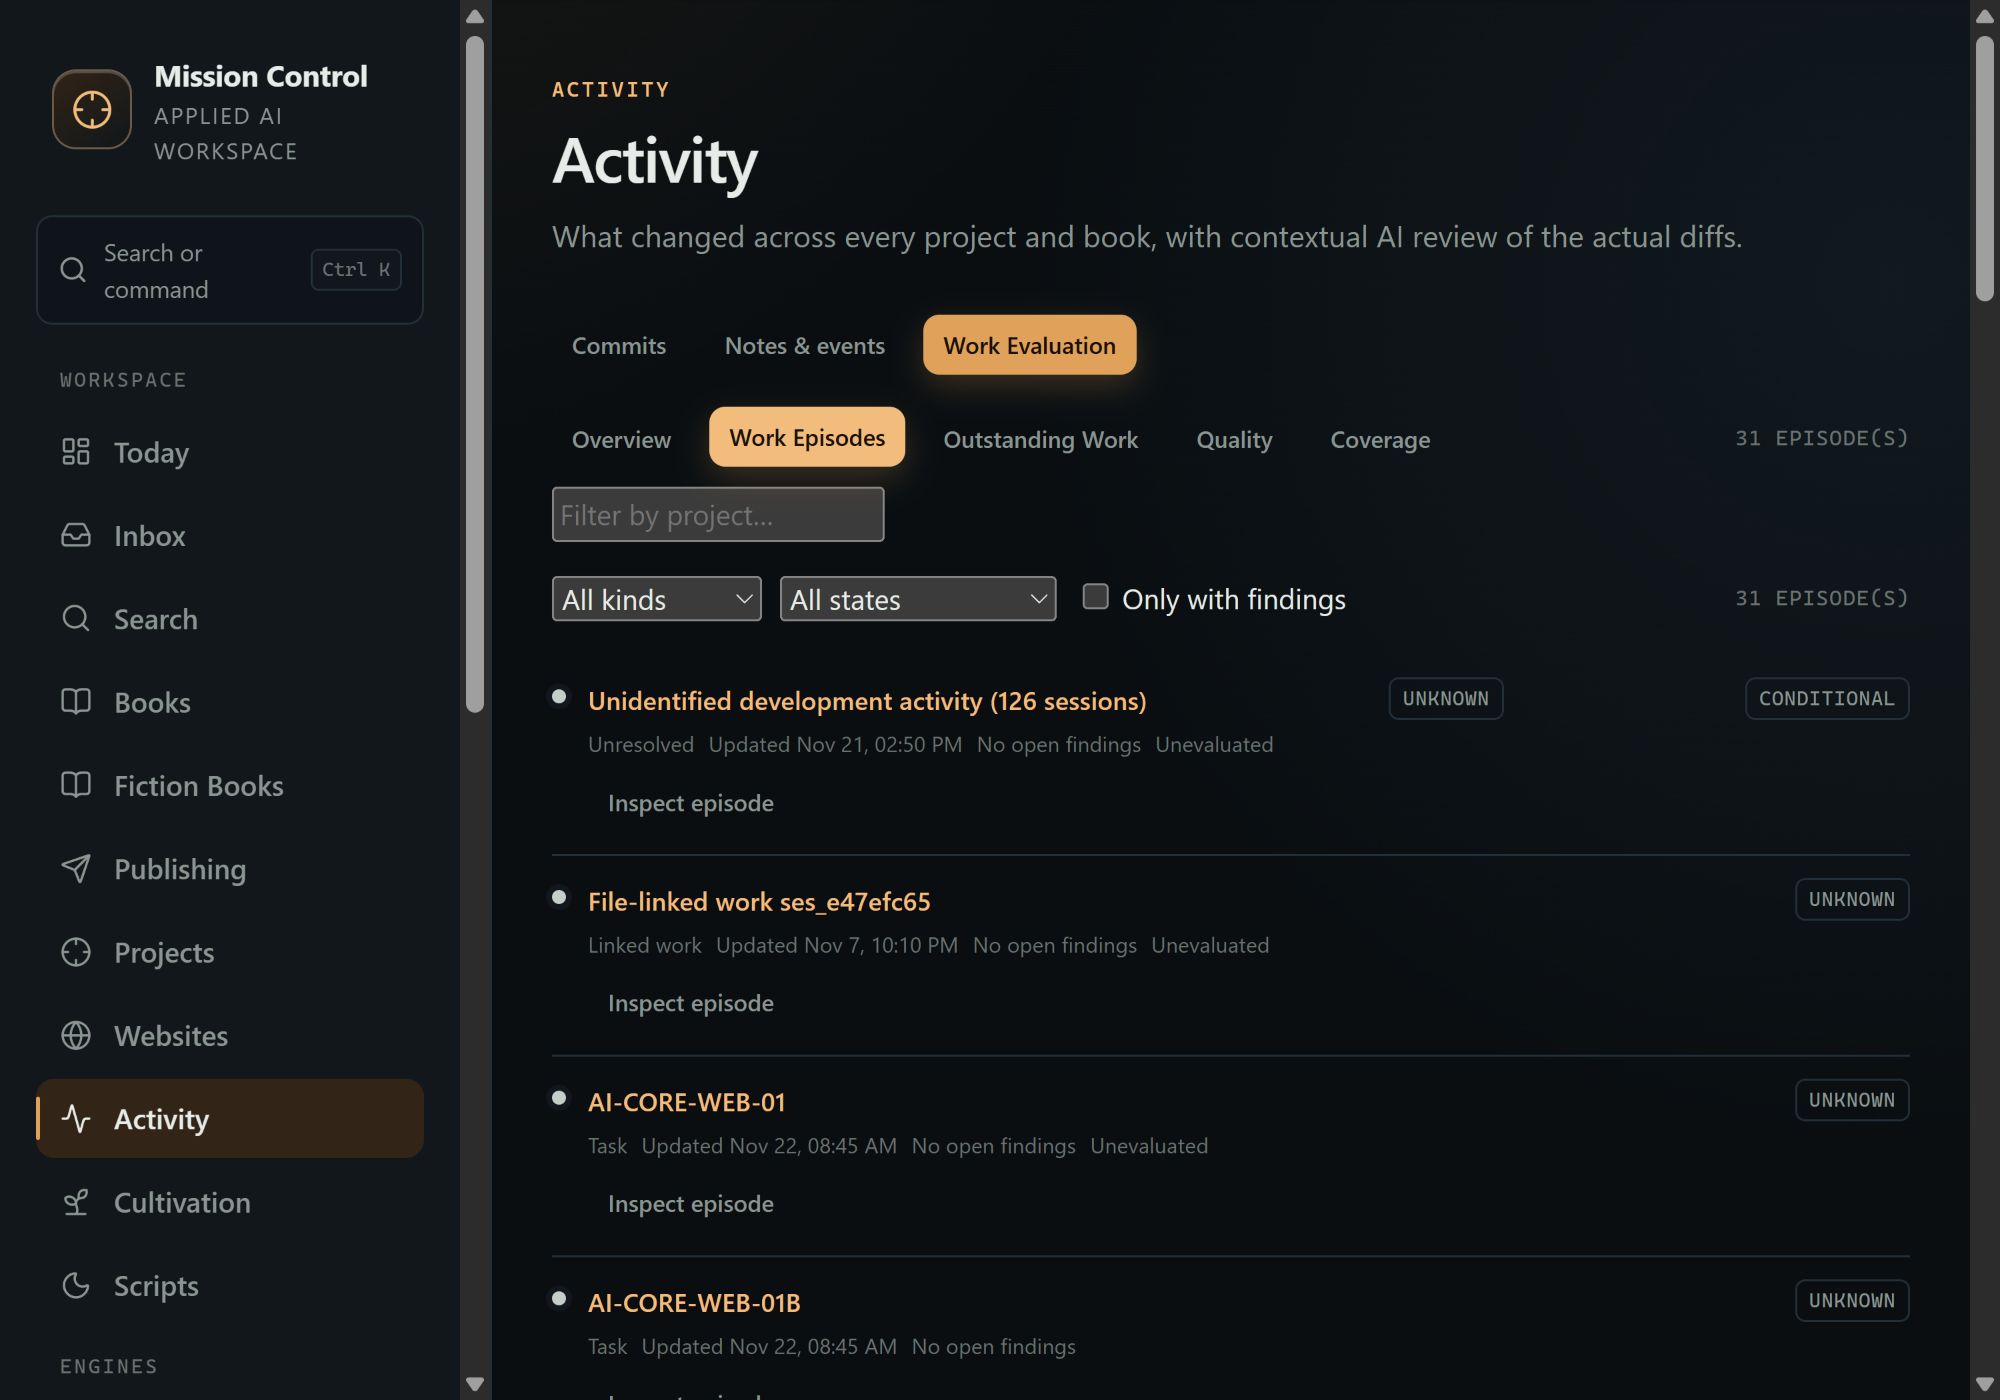 Mission Control
APPLIED AI
WORKSPACE
Search or
command
Ctrl K
WORKSPACE
Today
Inbox
Search
Books
Fiction Books
Publishing
Projects
Websites
Activity
Cultivation
Scripts
ENGINES
ACTIVITY
Activity
What changed across every project and book, with contextual AI review of the actual diffs.
Commits Notes & events Work Evaluation
Overview Work Episodes Outstanding Work Quality Coverage 31 EPISODE(S)
Filter by project...
All kinds All states Only with findings 31 EPISODE(S)
Unidentified development activity (126 sessions) UNKNOWN CONDITIONAL
Unresolved Updated Nov 21, 02:50 PM No open findings Unevaluated
Inspect episode
File-linked work ses_e47efc65 UNKNOWN
Linked work Updated Nov 7, 10:10 PM No open findings Unevaluated
Inspect episode
AI-CORE-WEB-01 UNKNOWN
Task Updated Nov 22, 08:45 AM No open findings Unevaluated
Inspect episode
AI-CORE-WEB-01B UNKNOWN
Task Updated Nov 22, 08:45 AM No open findings